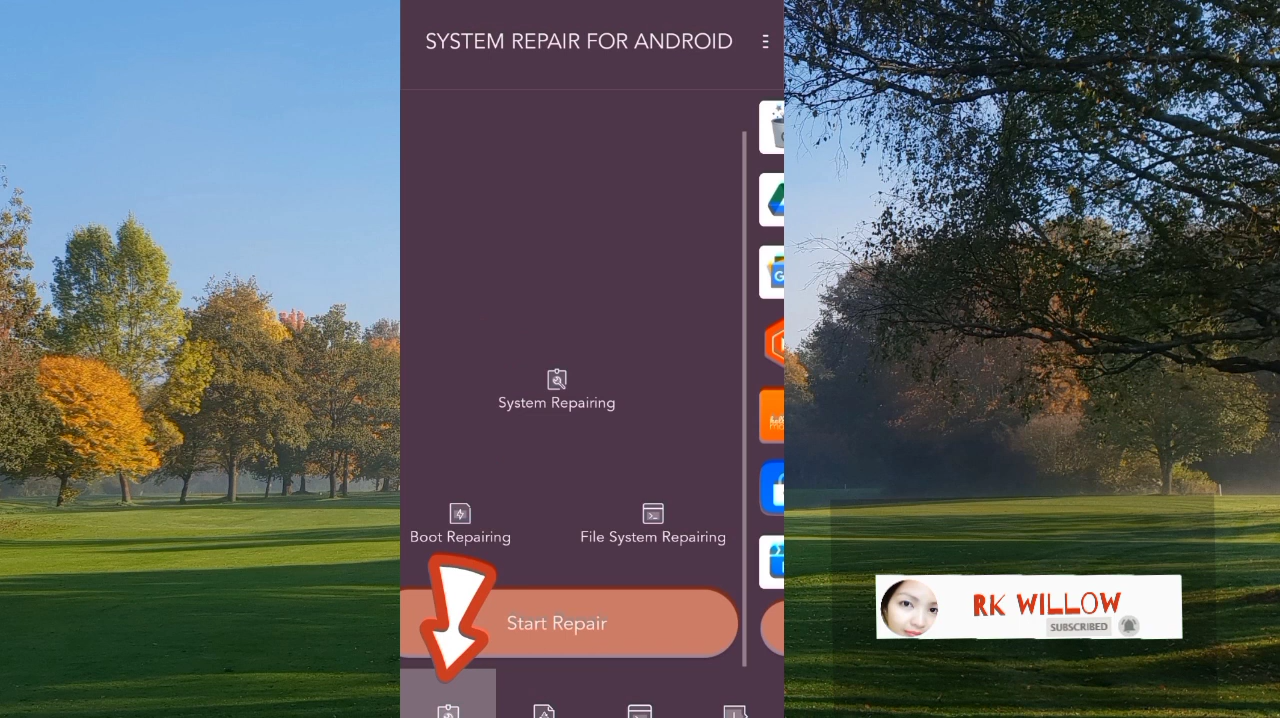 SYSTEM REPAIR FOR ANDROID
System Repairing
Boot Repairing
File System Repairing
Start Repair
RK WILLOW
SUBSCRIBED